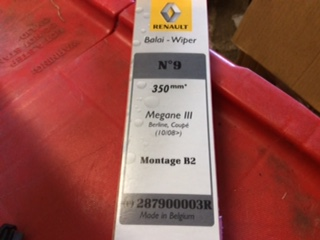 RENAULT
Balai - Wiper
N°9
350mm*
Megane III
Berline, Coupé
(10/08>)
Montage B2
287900003R
Made in Belgium